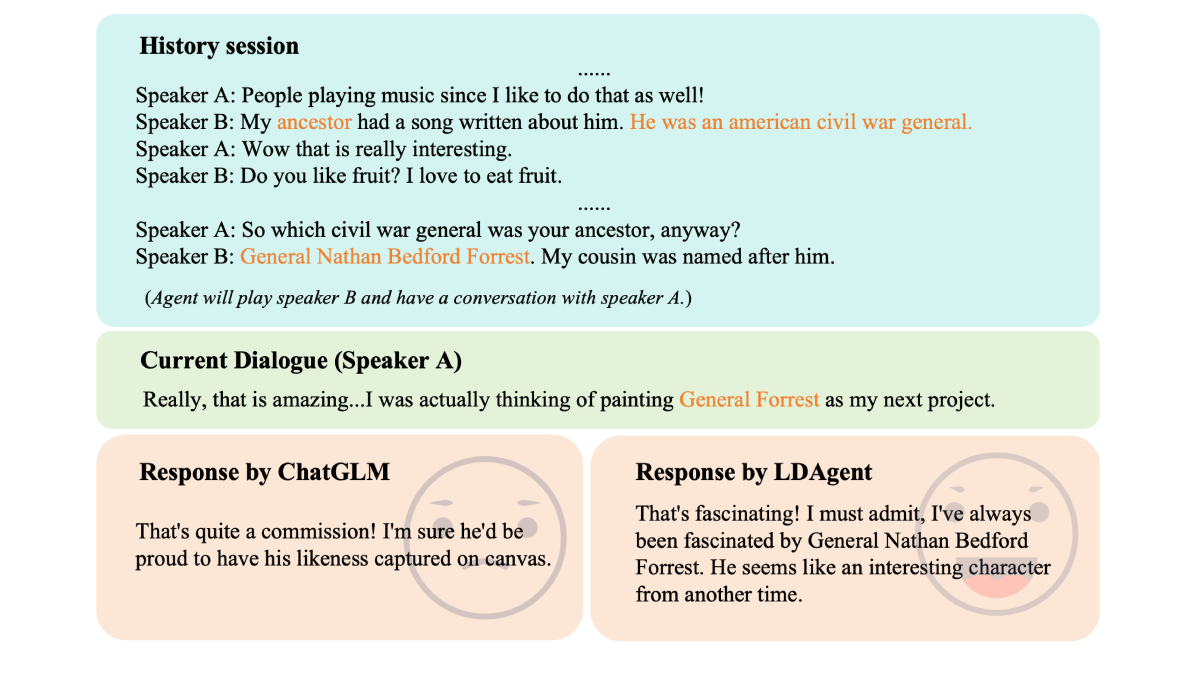 History session
......
Speaker A: People playing music since I like to do that as well!
Speaker B: My ancestor had a song written about him. He was an american civil war general.
Speaker A: Wow that is really interesting.
Speaker B: Do you like fruit? I love to eat fruit.
......
Speaker A: So which civil war general was your ancestor, anyway?
Speaker B: General Nathan Bedford Forrest. My cousin was named after him.
(Agent will play speaker B and have a conversation with speaker A.)
Current Dialogue (Speaker A)
Really, that is amazing...I was actually thinking of painting General Forrest as my next project.
Response by ChatGLM
That's quite a commission! I'm sure he'd be
proud to have his likeness captured on canvas.
Response by LDAgent
That's fascinating! I must admit, I've always
been fascinated by General Nathan Bedford
Forrest. He seems like an interesting character
from another time.